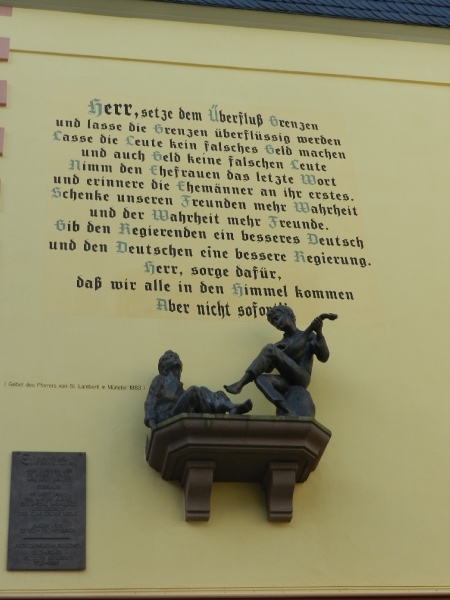 Herr, setze dem Überfluß Grenzen
und lasse die Grenzen überflüssig werden
Lasse die Leute kein falsches Geld machen
und auch Geld keine falschen Leute
Nimm den Ehefrauen das letzte Wort
und erinnere die Ehemänner an ihr erstes.
Schenke unseren Freunden mehr Wahrheit
und der Wahrheit mehr Freunde.
Gib den Regierenden ein besseres Deutsch
und den Deutschen eine bessere Regierung.
Herr, sorge dafür,
daß wir alle in den Himmel kommen
Aber nicht sofort!
( Gebet des Pfarrers von St. Lamberti in Münster 1883 )